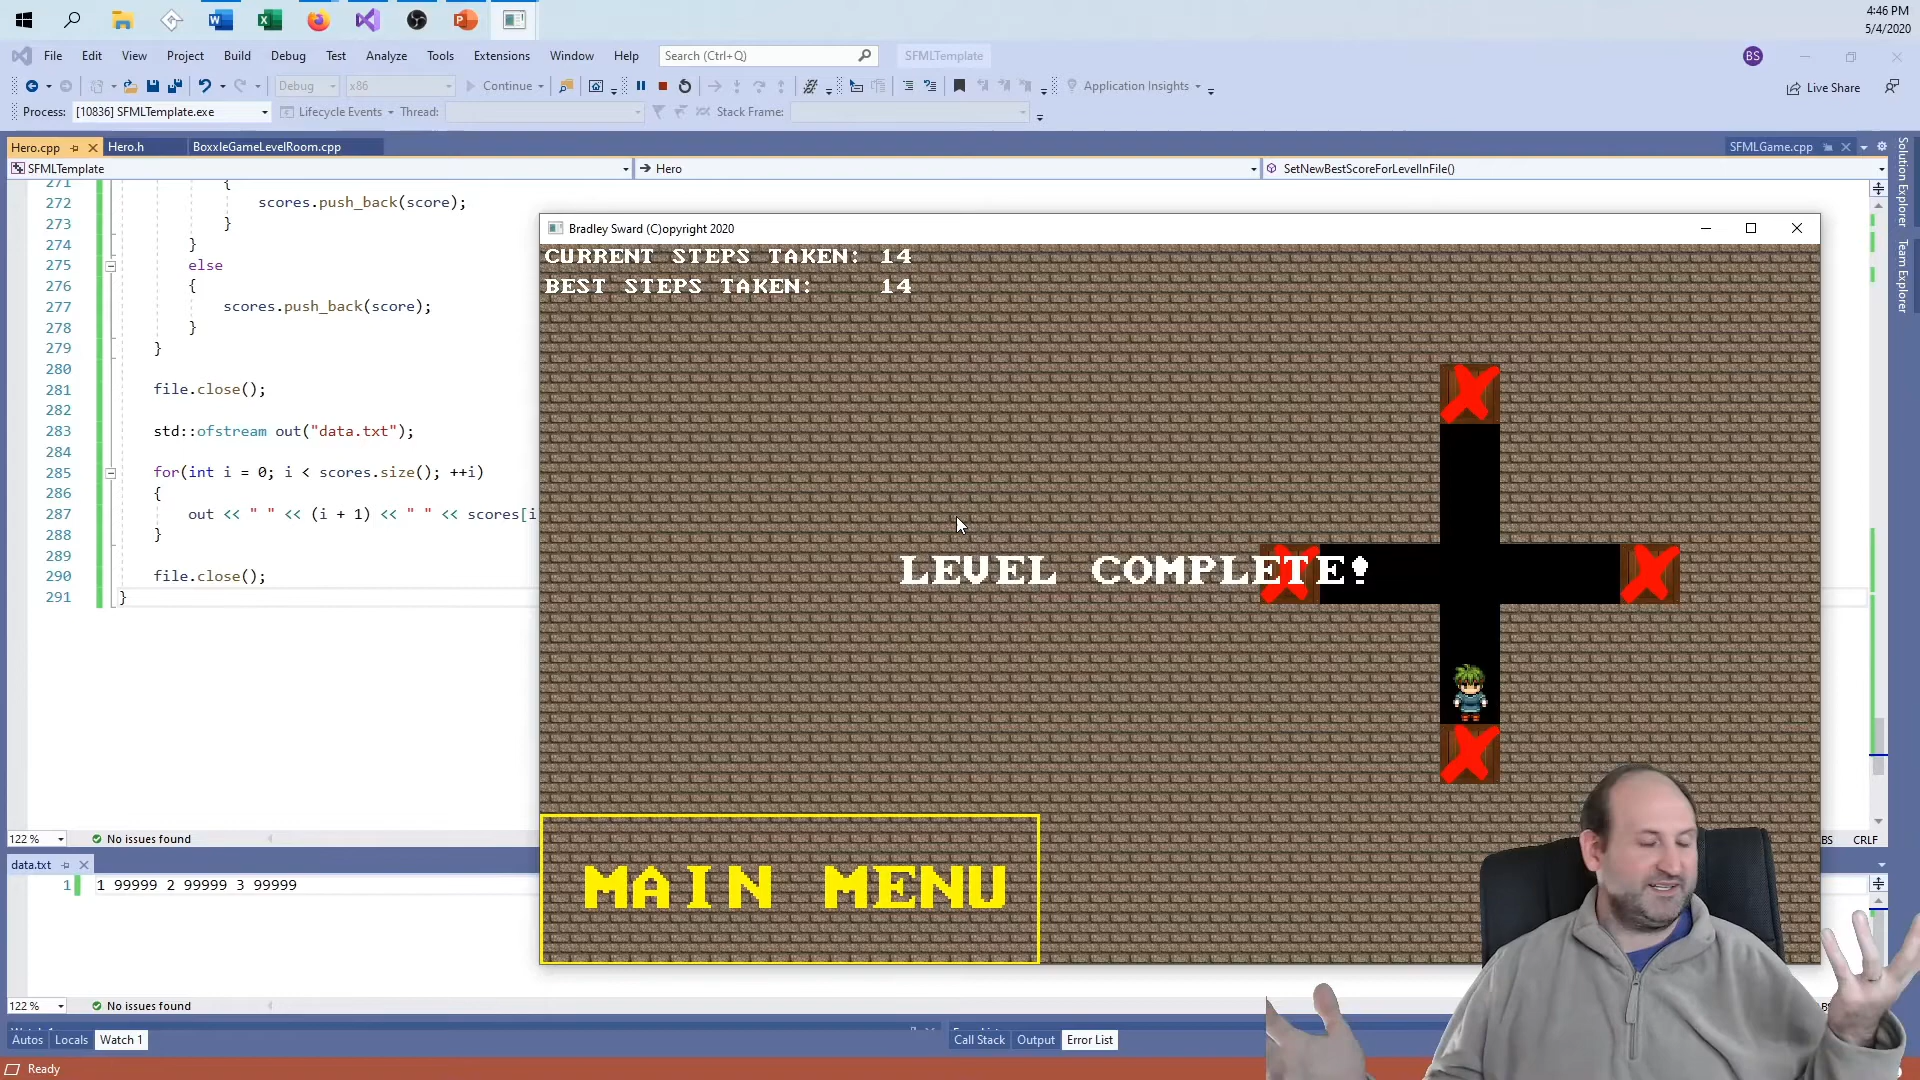 4:46 PM
5/4/2020
File Edit View Project Build Debug Test Analyze Tools Extensions Window Help Search (Ctrl+Q) SFMLTemplate BS
Debug x86 Continue Application Insights Live Share
Process: [10836] SFMLTemplate.exe Lifecycle Events Thread: Stack Frame:
Hero.cpp Hero.h BoxxleGameLevelRoom.cpp SFMLGame.cpp
SFMLTemplate Hero SetNewBestScoreForLevelInFile()
Solution Explorer
Team Explorer
271 {
272 scores.push_back(score);
273 }
274 }
275 else
276 {
277 scores.push_back(score);
278 }
279 }
280
281 file.close();
282
283 std::ofstream out("data.txt");
284
285 for(int i = 0; i < scores.size(); ++i)
286 {
287 out << " " << (i + 1) << " " << scores[i
288 }
289
290 file.close();
291 }
Bradley Sward (C)opyright 2020
CURRENT STEPS TAKEN: 14
BEST STEPS TAKEN: 14
LEVEL COMPLETE!
MAIN MENU
122 % No issues found CRLF
data.txt
1 1 99999 2 99999 3 99999
122 % No issues found
Autos Locals Watch 1 Call Stack Output Error List
Ready